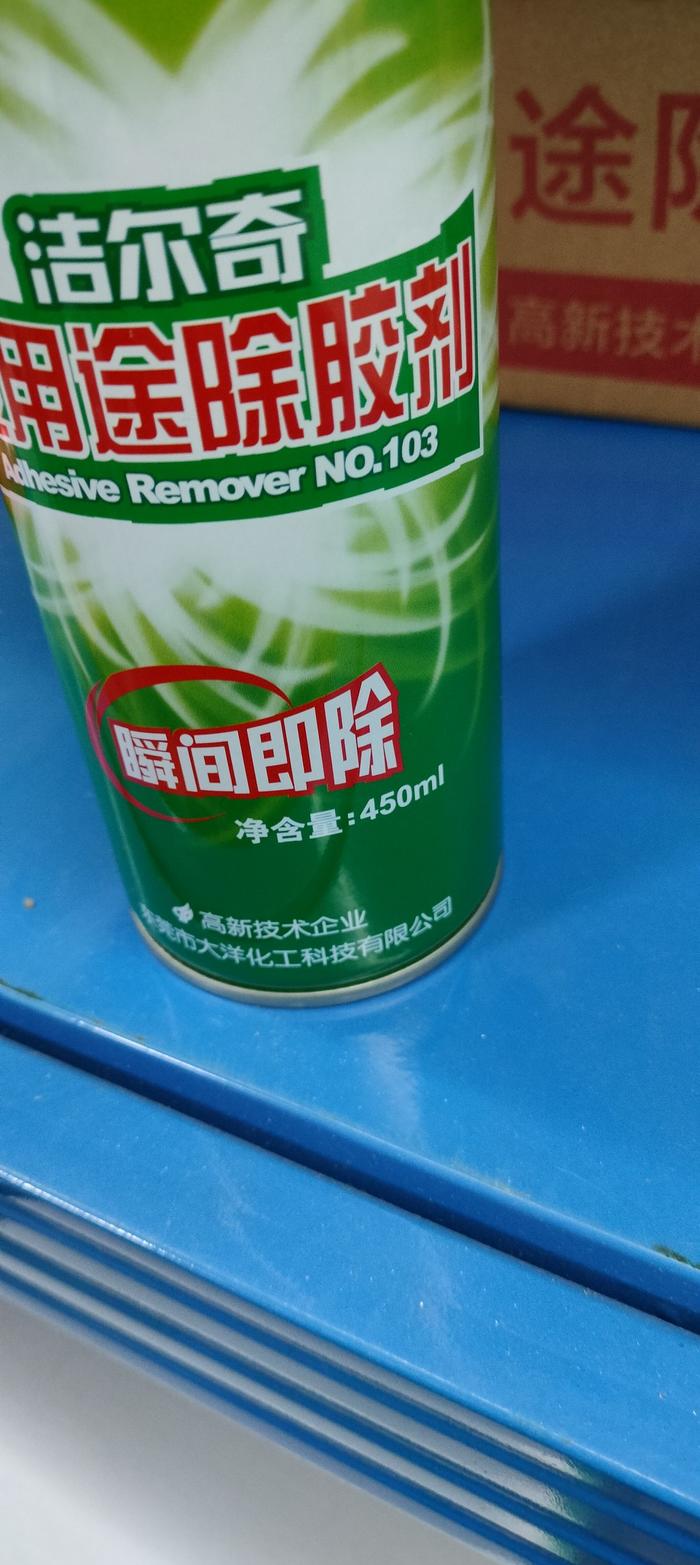 洁尔奇
用途除胶剂
Adhesive Remover NO.103
瞬间即除
净含量:450ml
高新技术企业
东莞市大洋化工科技有限公司
途除
高新技术